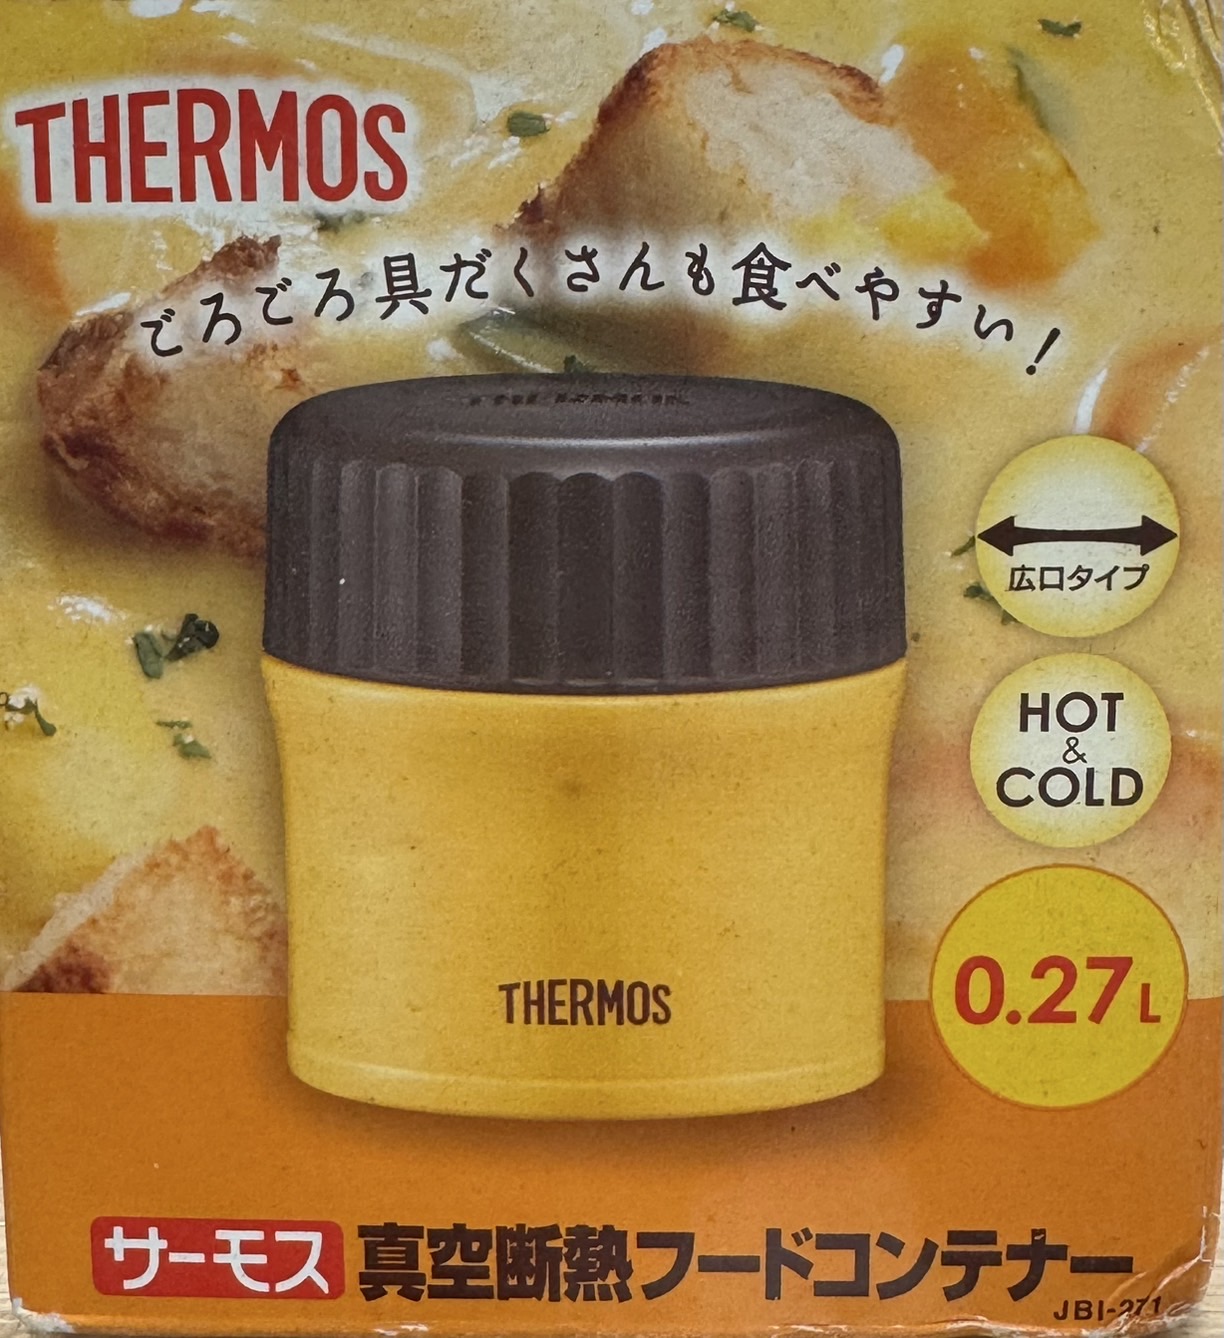 THERMOS
ごろごろ具だくさんも食べやすい!
広口タイプ
HOT
&
COLD
0.27L
THERMOS
サーモス 真空断熱フードコンテナー
JBI-271